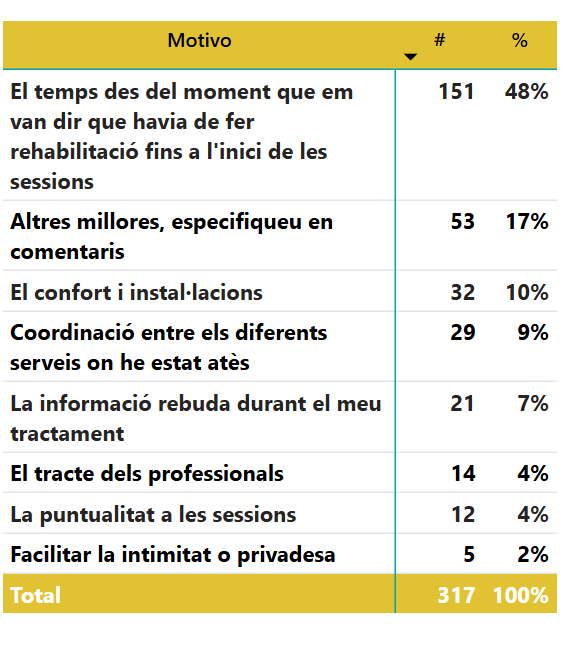 Motivo # %
El temps des del moment que em 151 48%
van dir que havia de fer
rehabilitació fins a l'inici de les
sessions
Altres millores, especifiqueu en 53 17%
comentaris
El confort i instal·lacions 32 10%
Coordinació entre els diferents 29 9%
serveis on he estat atès
La informació rebuda durant el meu 21 7%
tractament
El tracte dels professionals 14 4%
La puntualitat a les sessions 12 4%
Facilitar la intimitat o privadesa 5 2%
Total 317 100%